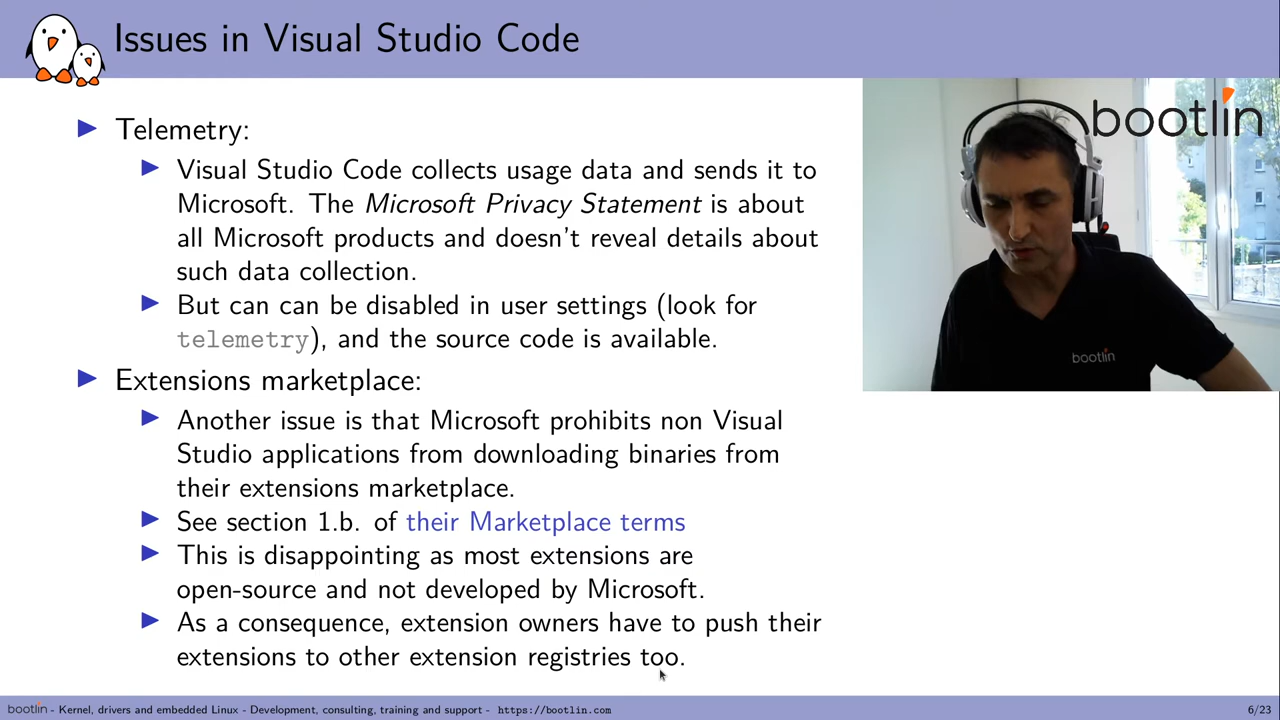 Issues in Visual Studio Code
Telemetry:
Visual Studio Code collects usage data and sends it to
Microsoft. The Microsoft Privacy Statement is about
all Microsoft products and doesn't reveal details about
such data collection.
But can can be disabled in user settings (look for
telemetry), and the source code is available.
Extensions marketplace:
Another issue is that Microsoft prohibits non Visual
Studio applications from downloading binaries from
their extensions marketplace.
See section 1.b. of their Marketplace terms
This is disappointing as most extensions are
open-source and not developed by Microsoft.
As a consequence, extension owners have to push their
extensions to other extension registries too.
bootlin
bootlin
bootlin - Kernel, drivers and embedded Linux - Development, consulting, training and support - https://bootlin.com
6/23